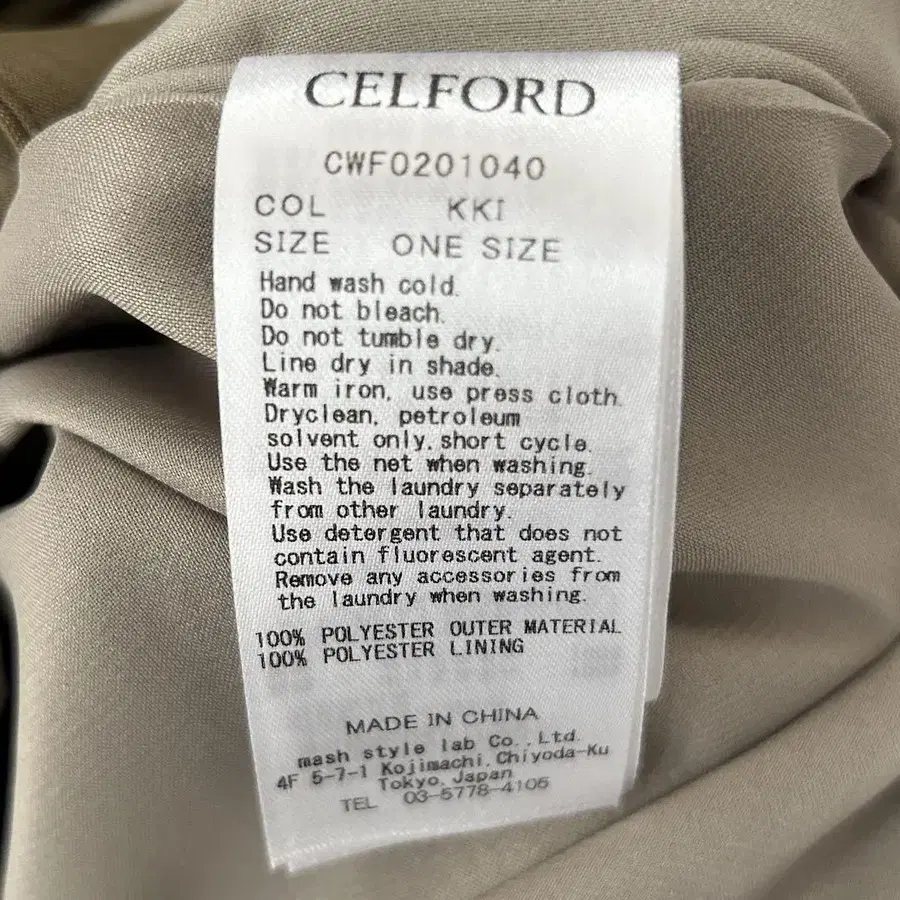 CELFORD
CWF0201040
COL KKI
SIZE ONE SIZE
Hand wash cold.
Do not bleach.
Do not tumble dry.
Line dry in shade.
Warm iron, use press cloth.
Dryclean, petroleum
solvent only,short cycle.
Use the net when washing.
Wash the laundry separately
from other laundry.
Use detergent that does not
contain fluorescent agent.
Remove any accessories from
the laundry when washing.
100% POLYESTER OUTER MATERIAL
100% POLYESTER LINING
MADE IN CHINA
mash style lab Co.,Ltd.
4F 5-7-1 Kojimachi,Chiyoda-Ku
Tokyo,Japan
TEL 03-5778-4105